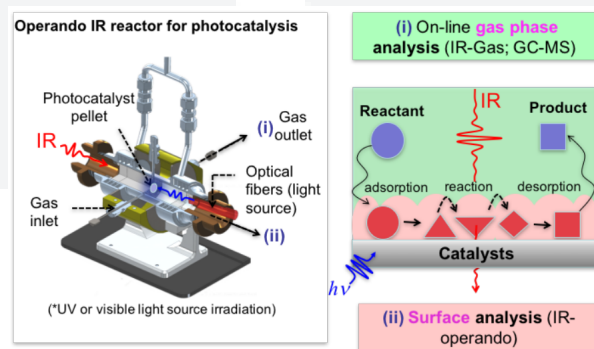 Operando IR reactor for photocatalysis
Photocatalyst
pellet
(i) Gas
outlet
IR
Optical
fibers (light
source)
Gas
inlet
(ii)
(*UV or visible light source irradiation)
(i) On-line gas phase
analysis (IR-Gas; GC-MS)
IR
Reactant
Product
adsorption
reaction
desorption
Catalysts
hν
(ii) Surface analysis (IR-
operando)